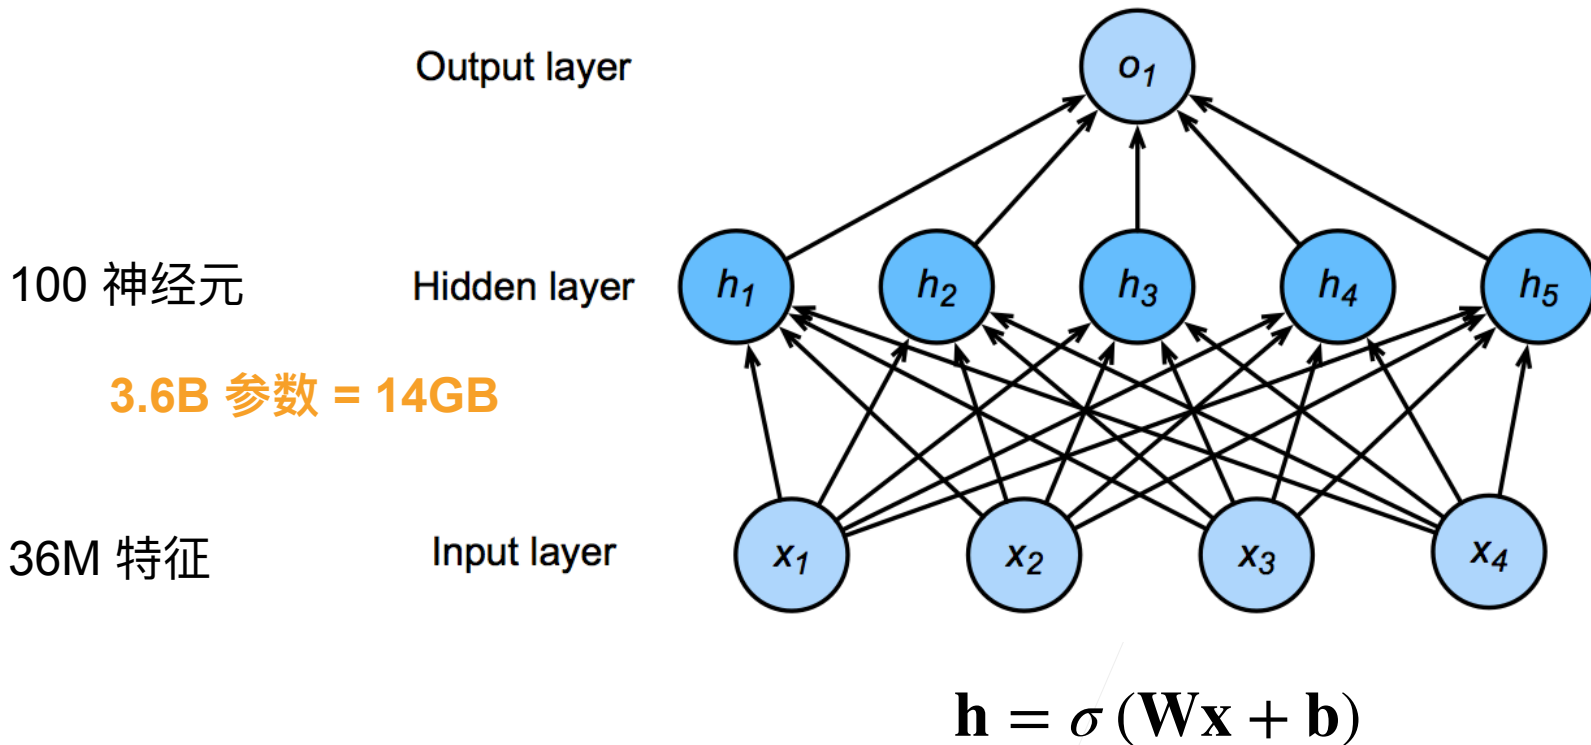 Output layer
o1
100 神经元
Hidden layer
h1 h2 h3 h4 h5
3.6B 参数 = 14GB
36M 特征
Input layer
x1 x2 x3 x4
h = σ (Wx + b)